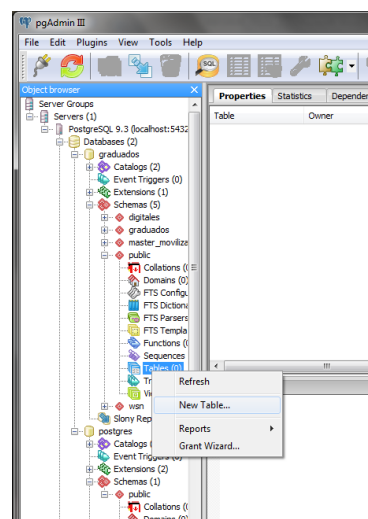 pgAdmin III
File Edit Plugins View Tools Help
Object browser
Properties Statistics Depender
Table Owner
Server Groups
Servers (1)
PostgreSQL 9.3 (localhost:5432
Databases (2)
graduados
Catalogs (2)
Event Triggers (0)
Extensions (1)
Schemas (5)
digitales
graduados
master_moviliza
public
Collations (0
Domains (0)
FTS Configu
FTS Dictiona
FTS Parsers
FTS Templa
Functions (0
Sequences
Tables (0)
Refresh
New Table...
Reports
Grant Wizard...
wsn
Slony Rep
postgres
Catalogs (
Event Triggers (0)
Extensions (2)
Schemas (1)
public
Collations (0